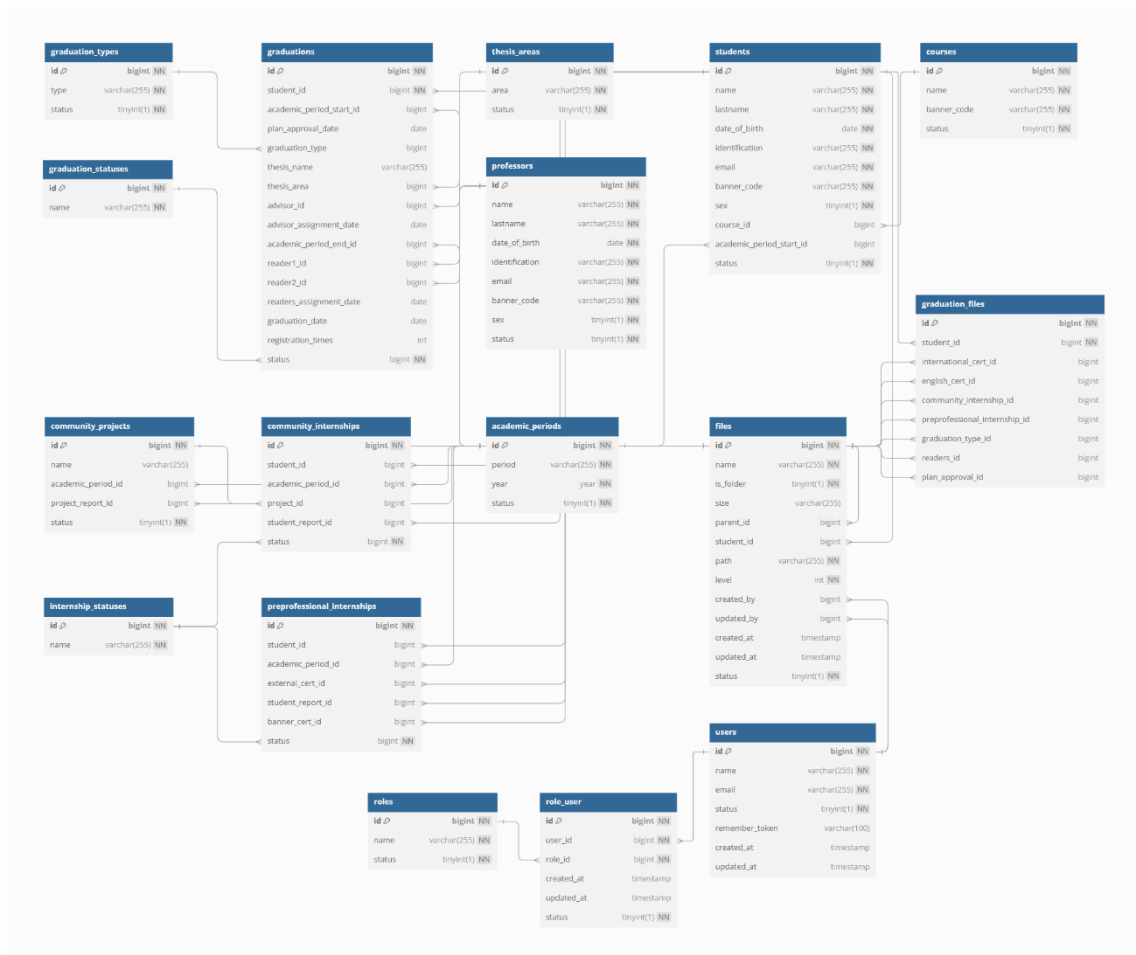 graduation_types
id bigint NN
type varchar(255) NN
status tinyint(1) NN
graduations
id bigint NN
student_id bigint NN
academic_period_start_id bigint
plan_approval_date date
graduation_type bigint
thesis_name varchar(255)
thesis_area bigint
advisor_id bigint
advisor_assignment_date date
academic_period_end_id bigint
reader1_id bigint
reader2_id bigint
readers_assignment_date date
graduation_date date
registration_times int
status bigint NN
thesis_areas
id bigint NN
area varchar(255) NN
status tinyint(1) NN
students
id bigint NN
name varchar(255) NN
lastname varchar(255) NN
date_of_birth date NN
identification varchar(255) NN
email varchar(255) NN
banner_code varchar(255) NN
sex tinyint(1) NN
course_id bigint
academic_period_start_id bigint
status tinyint(1) NN
courses
id bigint NN
name varchar(255) NN
banner_code varchar(255) NN
status tinyint(1) NN
graduation_statuses
id bigint NN
name varchar(255) NN
professors
id bigint NN
name varchar(255) NN
lastname varchar(255) NN
date_of_birth date NN
identification varchar(255) NN
email varchar(255) NN
banner_code varchar(255) NN
sex tinyint(1) NN
status tinyint(1) NN
graduation_files
id bigint NN
student_id bigint NN
international_cert_id bigint
english_cert_id bigint
community_internship_id bigint
preprofessional_internship_id bigint
graduation_type_id bigint
readers_id bigint
plan_approval_id bigint
community_projects
id bigint NN
name varchar(255)
academic_period_id bigint
project_report_id bigint
status tinyint(1) NN
community_internships
id bigint NN
student_id bigint
academic_period_id bigint
project_id bigint
student_report_id bigint
status bigint NN
academic_periods
id bigint NN
period varchar(255) NN
year year NN
status tinyint(1) NN
files
id bigint NN
name varchar(255) NN
is_folder tinyint(1) NN
size varchar(255)
parent_id bigint
student_id bigint
path varchar(255) NN
level int NN
created_by bigint
updated_by bigint
created_at timestamp
updated_at timestamp
status tinyint(1) NN
internship_statuses
id bigint NN
name varchar(255) NN
preprofessional_internships
id bigint NN
student_id bigint
academic_period_id bigint
external_cert_id bigint
student_report_id bigint
banner_cert_id bigint
status bigint NN
users
id bigint NN
name varchar(255) NN
email varchar(255) NN
status tinyint(1) NN
remember_token varchar(100)
created_at timestamp
updated_at timestamp
roles
id bigint NN
name varchar(255) NN
status tinyint(1) NN
role_user
id bigint NN
user_id bigint NN
role_id bigint NN
created_at timestamp
updated_at timestamp
status tinyint(1) NN